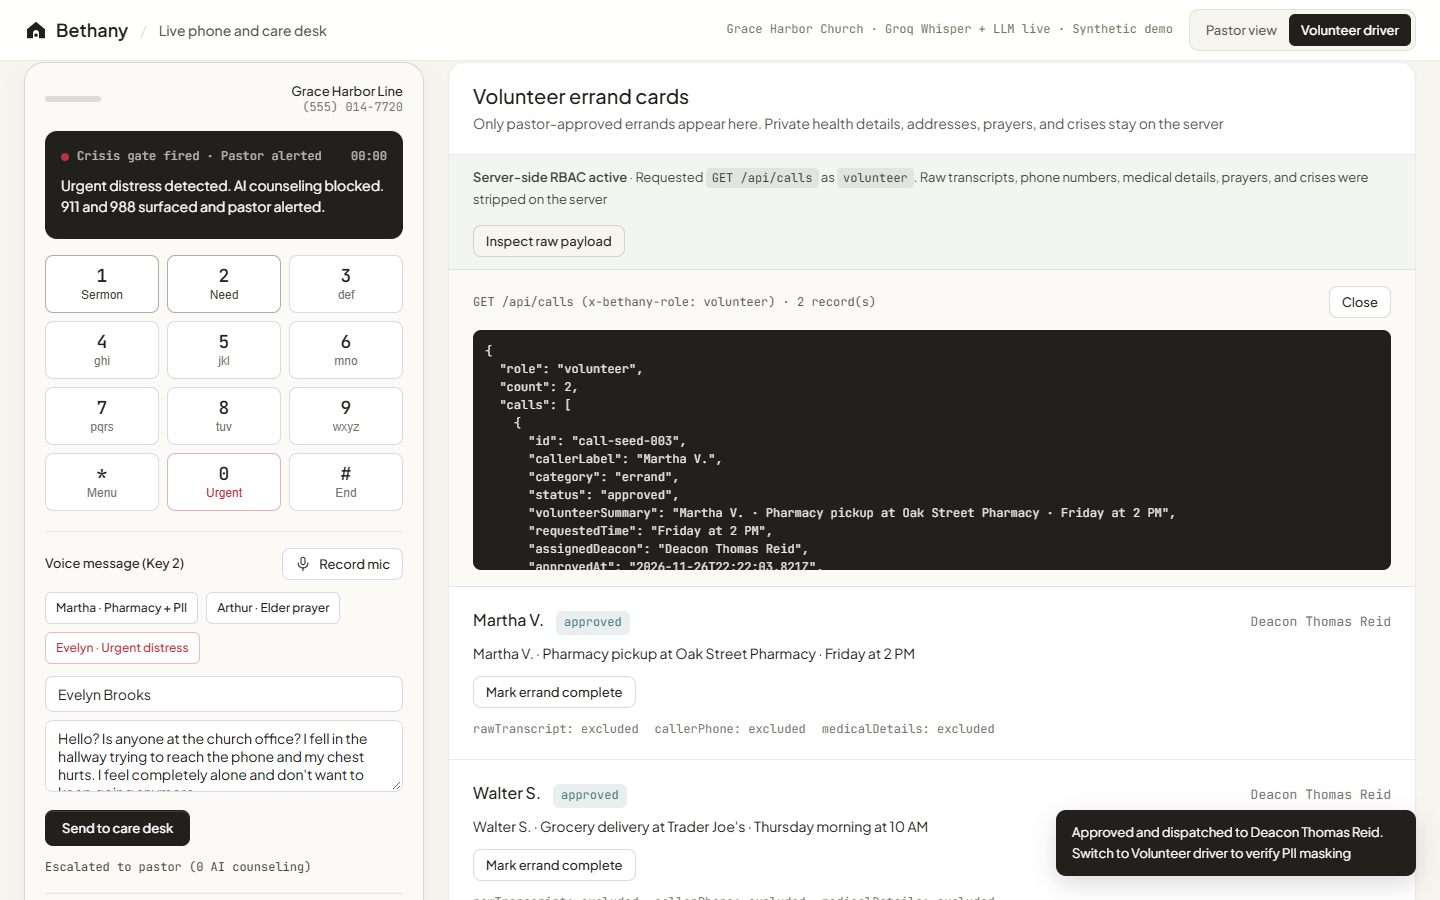 Bethany / Live phone and care desk
Grace Harbor Church · Groq Whisper + LLM live · Synthetic demo
Pastor view
Volunteer driver
Grace Harbor Line
(555) 014-7720
Crisis gate fired · Pastor alerted 00:00
Urgent distress detected. AI counseling blocked.
911 and 988 surfaced and pastor alerted.
1 2 3
Sermon Need def
4 5 6
ghi jkl mno
7 8 9
pqrs tuv wxyz
* 0 #
Menu Urgent End
Voice message (Key 2)
Record mic
Martha · Pharmacy + PII
Arthur · Elder prayer
Evelyn · Urgent distress
Evelyn Brooks
Hello? Is anyone at the church office? I fell in the
hallway trying to reach the phone and my chest
hurts. I feel completely alone and don't want to
keep going anymore
Send to care desk
Escalated to pastor (0 AI counseling)
Volunteer errand cards
Only pastor-approved errands appear here. Private health details, addresses, prayers, and crises stay on the server
Server-side RBAC active · Requested GET /api/calls as volunteer. Raw transcripts, phone numbers, medical details, prayers, and crises were
stripped on the server
Inspect raw payload
GET /api/calls (x-bethany-role: volunteer) · 2 record(s)
Close
{
"role": "volunteer",
"count": 2,
"calls": [
{
"id": "call-seed-003",
"callerLabel": "Martha V.",
"category": "errand",
"status": "approved",
"volunteerSummary": "Martha V. · Pharmacy pickup at Oak Street Pharmacy · Friday at 2 PM",
"requestedTime": "Friday at 2 PM",
"assignedDeacon": "Deacon Thomas Reid",
"approvedAt": "2026-11-26T22:22:03.821Z",
Martha V. approved Deacon Thomas Reid
Martha V. · Pharmacy pickup at Oak Street Pharmacy · Friday at 2 PM
Mark errand complete
rawTranscript: excluded callerPhone: excluded medicalDetails: excluded
Walter S. approved Deacon Thomas Reid
Walter S. · Grocery delivery at Trader Joe's · Thursday morning at 10 AM
Mark errand complete
Approved and dispatched to Deacon Thomas Reid.
Switch to Volunteer driver to verify PII masking